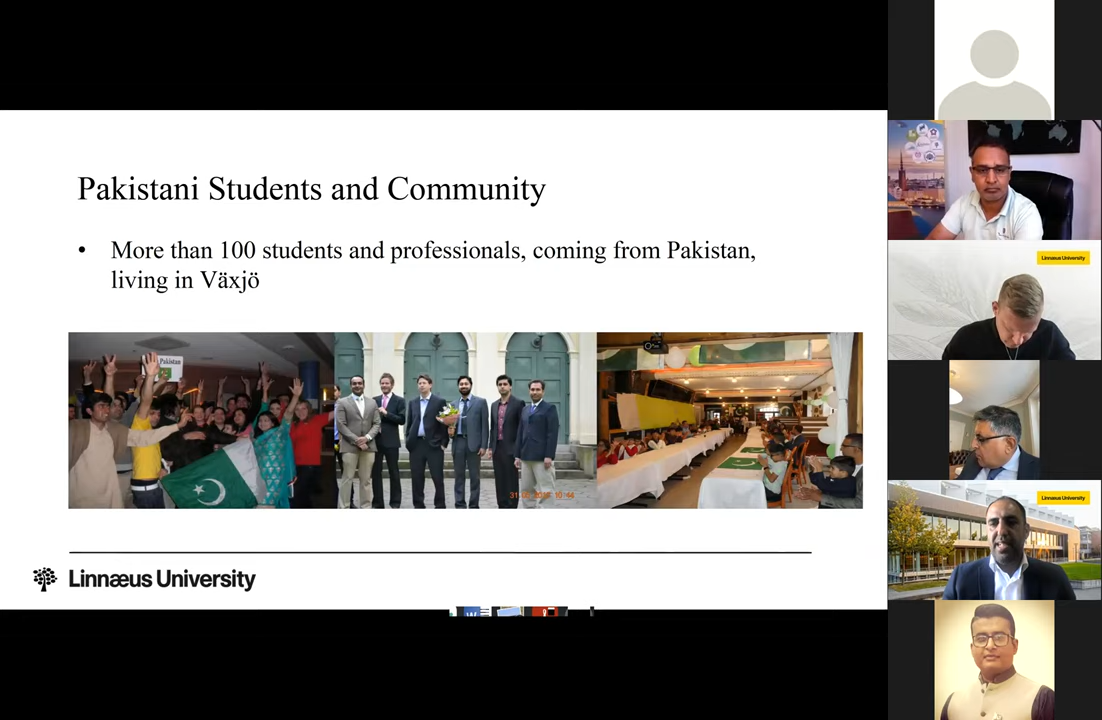 Pakistani Students and Community
• More than 100 students and professionals, coming from Pakistan,
living in Växjö
Pakistan
Linnæus University
Linnæus University
Linnæus University